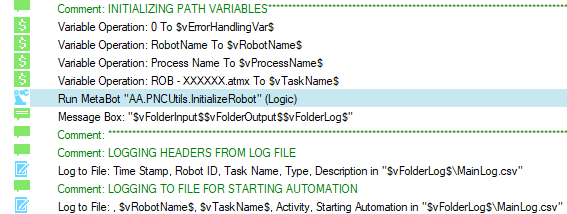 Comment: INITIALIZING PATH VARIABLES************************************************************
Variable Operation: 0 To $vErrorHandlingVar$
Variable Operation: RobotName To $vRobotName$
Variable Operation: Process Name To $vProcessName$
Variable Operation: ROB - XXXXXX.atmx To $vTaskName$
Run MetaBot "AA.PNCUtils.InitializeRobot" (Logic)
Message Box: "$vFolderInput$$vFolderOutput$$vFolderLog$"
Comment: ************************************************************************************************
Comment: LOGGING HEADERS FROM LOG FILE
Log to File: Time Stamp, Robot ID, Task Name, Type, Description in "$vFolderLog$\MainLog.csv"
Comment: LOGGING TO FILE FOR STARTING AUTOMATION
Log to File: , $vRobotName$, $vTaskName$, Activity, Starting Automation in "$vFolderLog$\MainLog.csv"